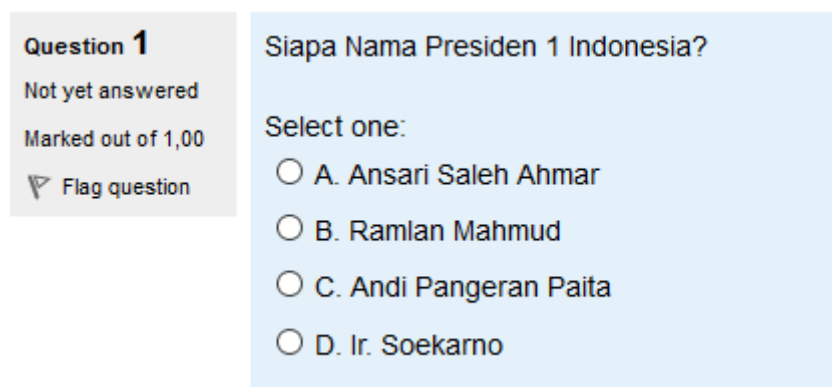 Question 1
Not yet answered
Marked out of 1,00
Flag question
Siapa Nama Presiden 1 Indonesia?
Select one:
A. Ansari Saleh Ahmar
B. Ramlan Mahmud
C. Andi Pangeran Paita
D. Ir. Soekarno